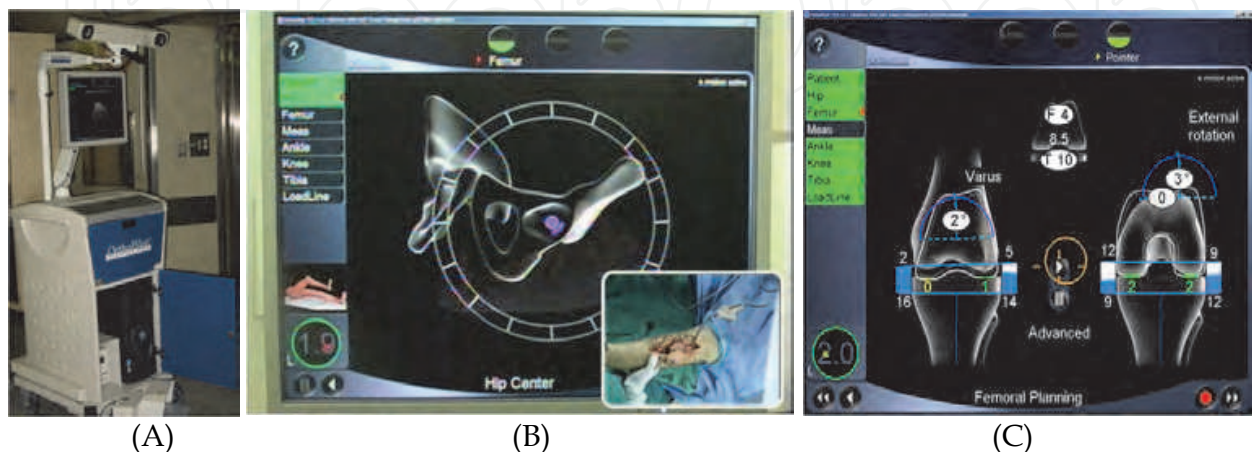 OrthoPilot
?
Femur
Femur
Meas
Ankle
Knee
Tibia
LoadLine
L
Hip Center
?
Pointer
Patient
Hip
Femur
Meas
Ankle
Knee
Tibia
LoadLine
F 4
8.5
T 10
External
rotation
Varus
3°
0
2°
2 5
0 1
16 14
12 9
2 2
9 12
Advanced
2.0
L
Femoral Planning
(A) (B) (C)